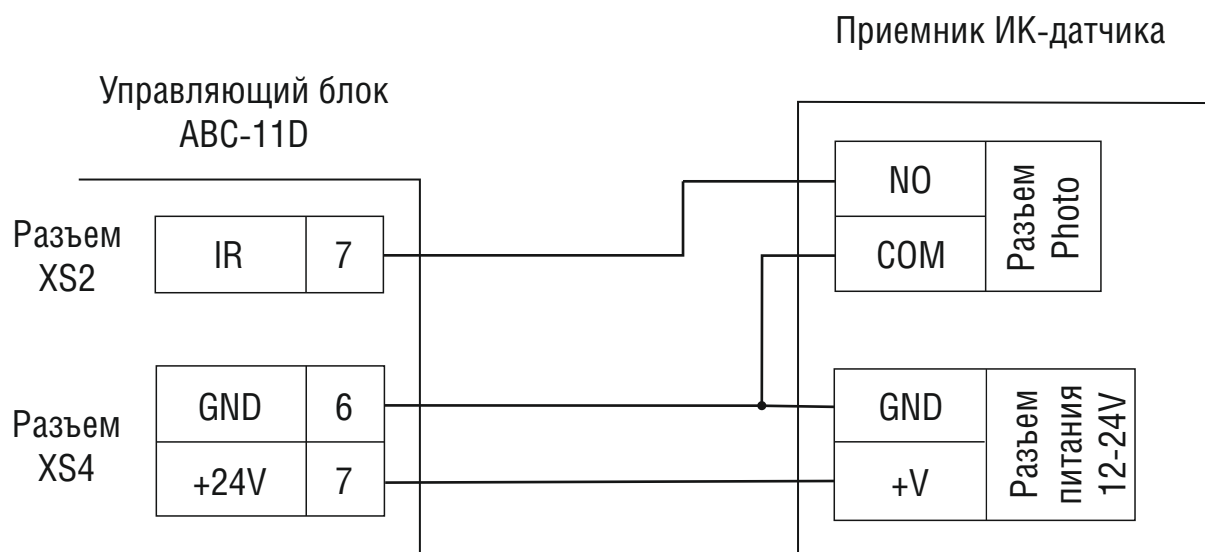 Приемник ИК-датчика
Управляющий блок
ABC-11D
Разъем
XS2
IR
7
NO
COM
Разъем
Photo
Разъем
XS4
GND
6
+24V
7
GND
+V
Разъем
питания
12-24V